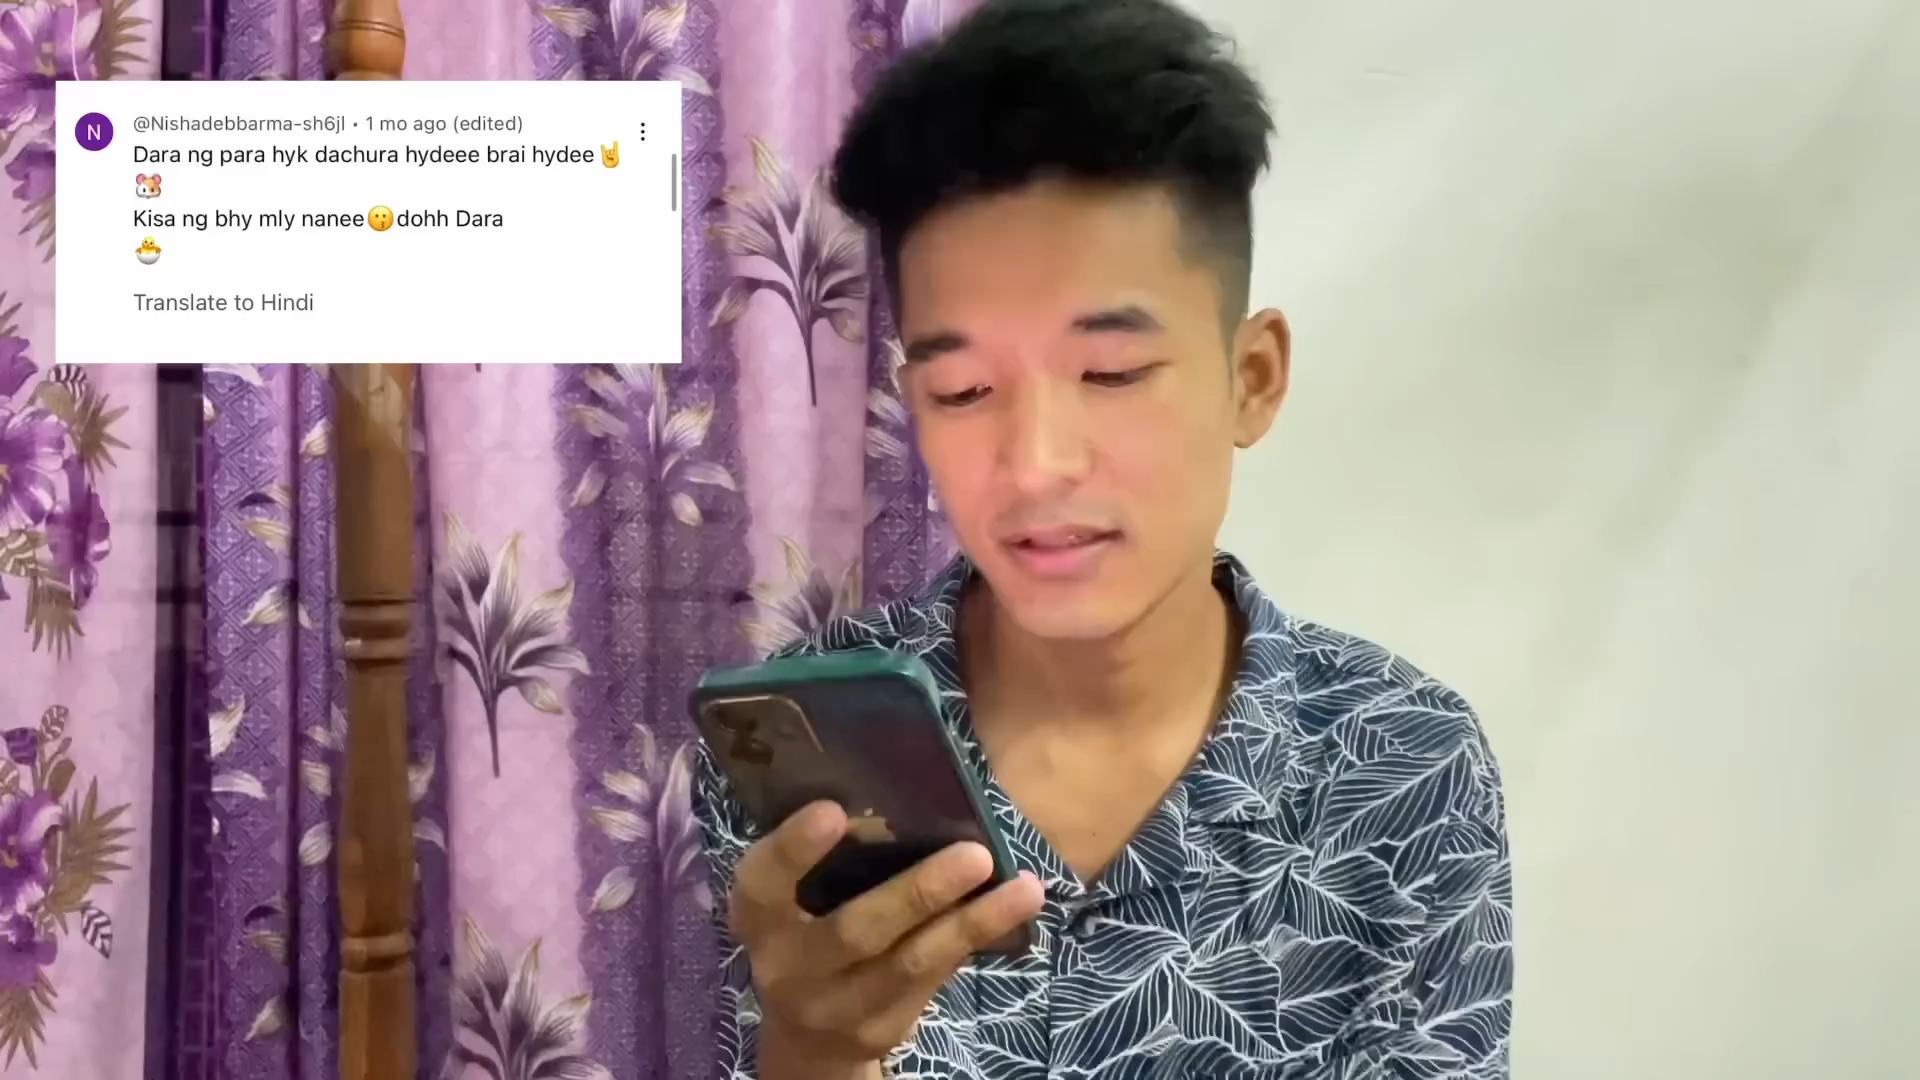 N
@Nishadebbarma-sh6jl • 1 mo ago (edited)
Dara ng para hyk dachura hydeee brai hydee🤘
🐹
Kisa ng bhy mly nanee😗dohh Dara
🐣
Translate to Hindi